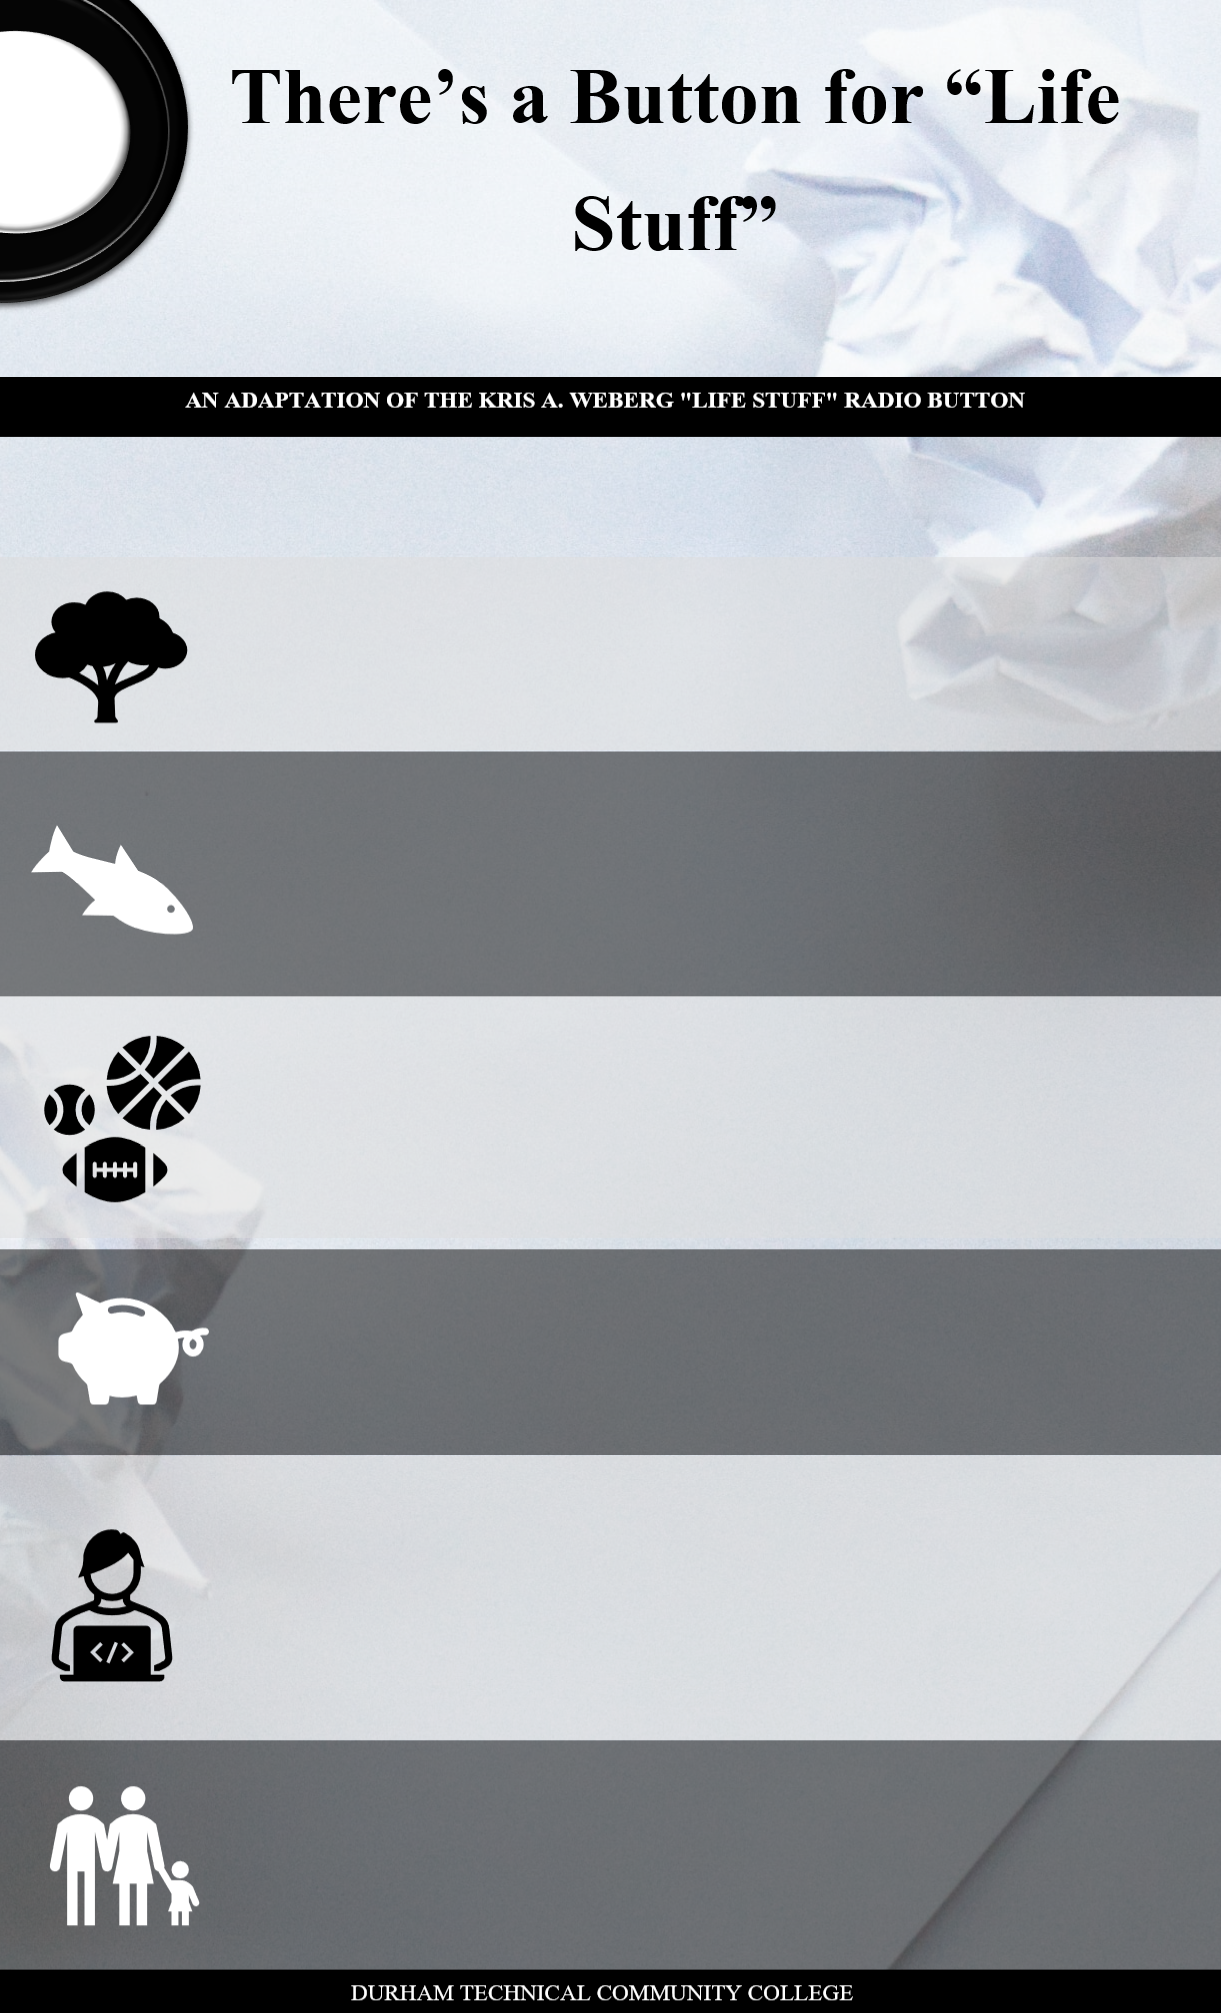 There’s a Button for “Life
Stuff”
AN ADAPTATION OF THE KRIS A. WEBERG "LIFE STUFF" RADIO BUTTON
</>
DURHAM TECHNICAL COMMUNITY COLLEGE